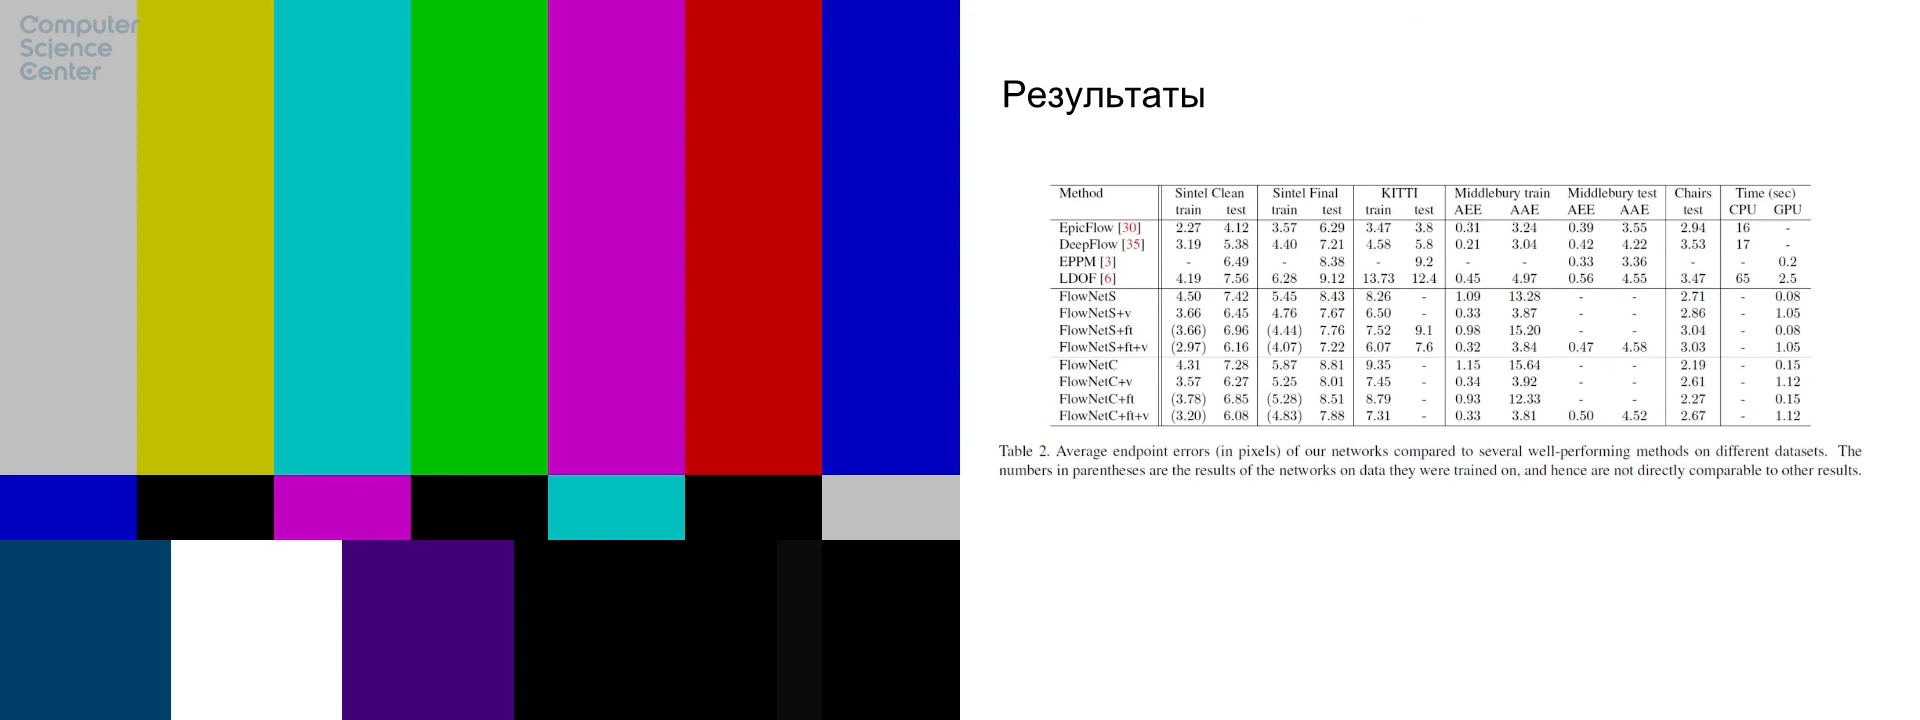 Computer
Science
Center
Результаты
Method Sintel Clean Sintel Final KITTI Middlebury train Middlebury test Chairs Time (sec)
train test train test train test AEE AAE AEE AAE test CPU GPU
EpicFlow [30] 2.27 4.12 3.57 6.29 3.47 3.8 0.31 3.24 0.39 3.55 2.94 16 -
DeepFlow [35] 3.19 5.38 4.40 7.21 4.58 5.8 0.21 3.04 0.42 4.22 3.53 17 -
EPPM [3] - 6.49 - 8.38 - 9.2 - - 0.33 3.36 - - 0.2
LDOF [6] 4.19 7.56 6.28 9.12 13.73 12.4 0.45 4.97 0.56 4.55 3.47 65 2.5
FlowNetS 4.50 7.42 5.45 8.43 8.26 - 1.09 13.28 - - 2.71 - 0.08
FlowNetS+v 3.66 6.45 4.76 7.67 6.50 - 0.33 3.87 - - 2.86 - 1.05
FlowNetS+ft (3.66) 6.96 (4.44) 7.76 7.52 9.1 0.98 15.20 - - 3.04 - 0.08
FlowNetS+ft+v (2.97) 6.16 (4.07) 7.22 6.07 7.6 0.32 3.84 0.47 4.58 3.03 - 1.05
FlowNetC 4.31 7.28 5.87 8.81 9.35 - 1.15 15.64 - - 2.19 - 0.15
FlowNetC+v 3.57 6.27 5.25 8.01 7.45 - 0.34 3.92 - - 2.61 - 1.12
FlowNetC+ft (3.78) 6.85 (5.28) 8.51 8.79 - 0.93 12.33 - - 2.27 - 0.15
FlowNetC+ft+v (3.20) 6.08 (4.83) 7.88 7.31 - 0.33 3.81 0.50 4.52 2.67 - 1.12
Table 2. Average endpoint errors (in pixels) of our networks compared to several well-performing methods on different datasets. The
numbers in parentheses are the results of the networks on data they were trained on, and hence are not directly comparable to other results.